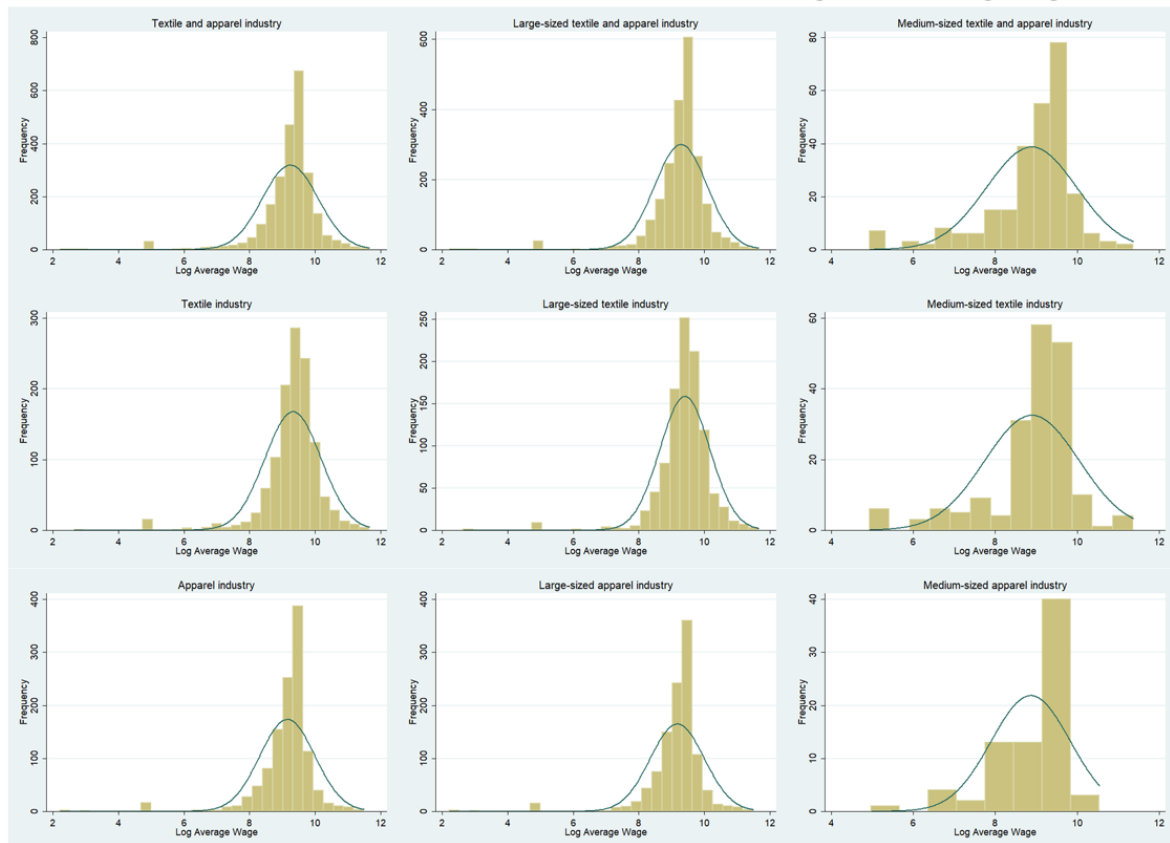 Textile and apparel industry
Frequency
0 200 400 600 800
2 4 6 8 10 12
Log Average Wage
Large-sized textile and apparel industry
Frequency
0 200 400 600
2 4 6 8 10 12
Log Average Wage
Medium-sized textile and apparel industry
Frequency
0 20 40 60 80
4 6 8 10 12
Log Average Wage
Textile industry
Frequency
0 100 200 300
2 4 6 8 10 12
Log Average Wage
Large-sized textile industry
Frequency
0 50 100 150 200 250
2 4 6 8 10 12
Log Average Wage
Medium-sized textile industry
Frequency
0 20 40 60
4 6 8 10 12
Log Average Wage
Apparel industry
Frequency
0 100 200 300 400
2 4 6 8 10 12
Log Average Wage
Large-sized apparel industry
Frequency
0 100 200 300 400
2 4 6 8 10 12
Log Average Wage
Medium-sized apparel industry
Frequency
0 10 20 30 40
4 6 8 10 12
Log Average Wage